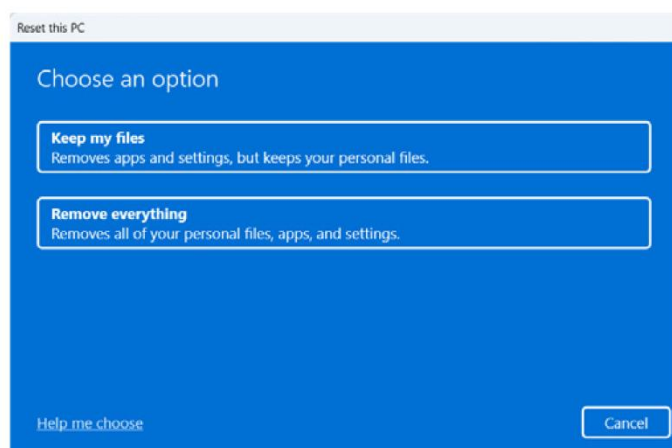 Reset this PC
Choose an option
Keep my files
Removes apps and settings, but keeps your personal files.
Remove everything
Removes all of your personal files, apps, and settings.
Help me choose
Cancel